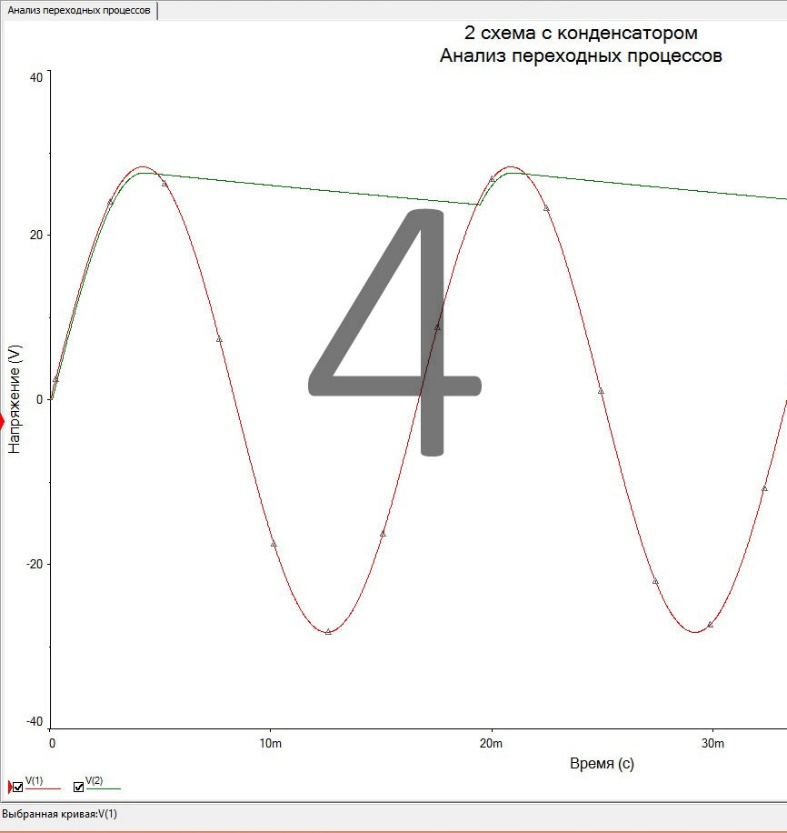 Анализ переходных процессов
2 схема с конденсатором
Анализ переходных процессов
40
20
0
-20
-40
Напряжение (V)
4
0
10m
20m
30m
Время (с)
V(1)
V(2)
Выбранная кривая:V(1)